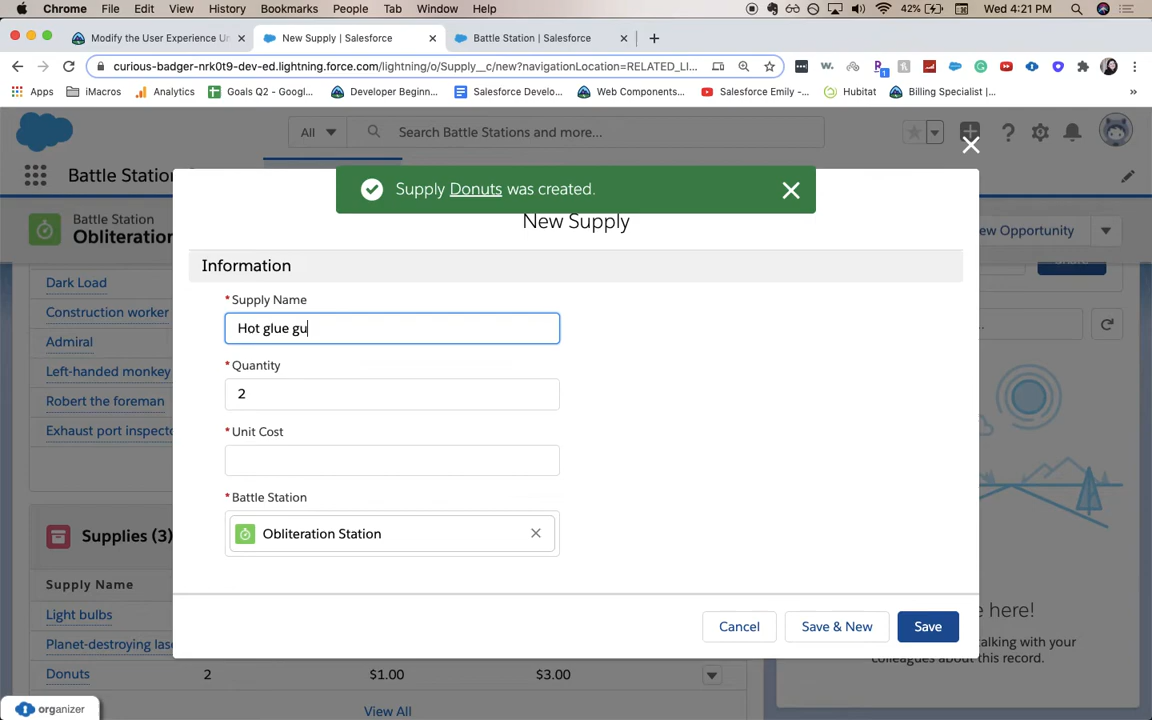 Chrome File Edit View History Bookmarks People Tab Window Help 42% Wed 4:21 PM
Modify the User Experience Un
New Supply | Salesforce
Battle Station | Salesforce
curious-badger-nrk0t9-dev-ed.lightning.force.com/lightning/o/Supply__c/new?navigationLocation=RELATED_LI...
Apps iMacros Analytics Goals Q2 - Googl... Developer Beginn... Salesforce Develo... Web Components... Salesforce Emily -... Hubitat Billing Specialist |... »
All Search Battle Stations and more...
Battle Station
Supply Donuts was created.
Battle Station
Obliteration
New Supply
ew Opportunity
Information
Dark Load
Construction worker
Admiral
Left-handed monkey
Robert the foreman
Exhaust port inspecto
*Supply Name
Hot glue gu
*Quantity
2
*Unit Cost
*Battle Station
Obliteration Station
Supplies (3)
Supply Name
Light bulbs
Planet-destroying lase
Donuts 2 $1.00 $3.00
View All
Cancel Save & New Save
e here!
talking with your
colleagues about this record.
organizer